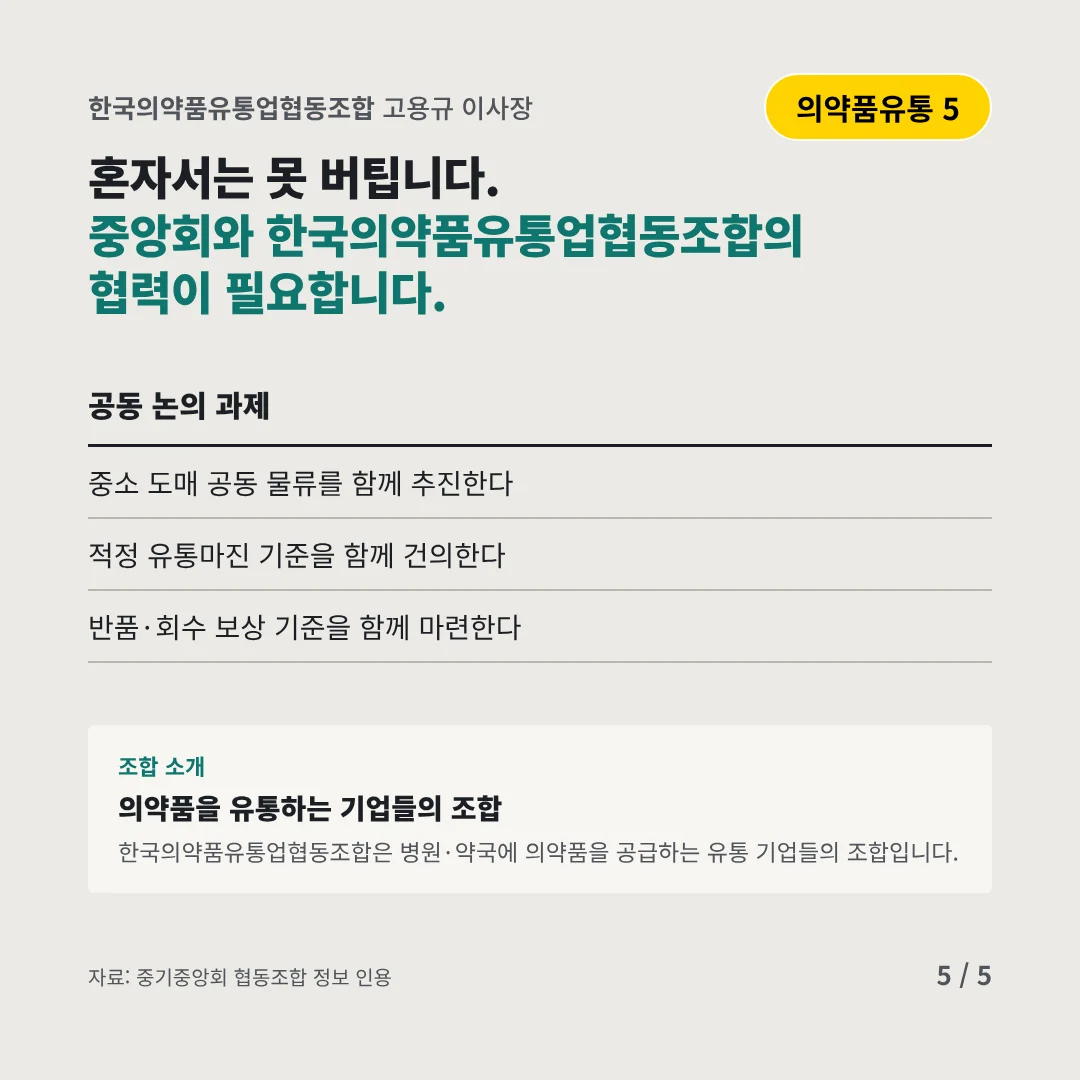 한국의약품유통업협동조합 고용규 이사장
의약품유통 5
혼자서는 못 버팁니다.
중앙회와 한국의약품유통업협동조합의
협력이 필요합니다.
공동 논의 과제
중소 도매 공동 물류를 함께 추진한다
적정 유통마진 기준을 함께 건의한다
반품·회수 보상 기준을 함께 마련한다
조합 소개
의약품을 유통하는 기업들의 조합
한국의약품유통업협동조합은 병원·약국에 의약품을 공급하는 유통 기업들의 조합입니다.
자료: 중기중앙회 협동조합 정보 인용
5 / 5